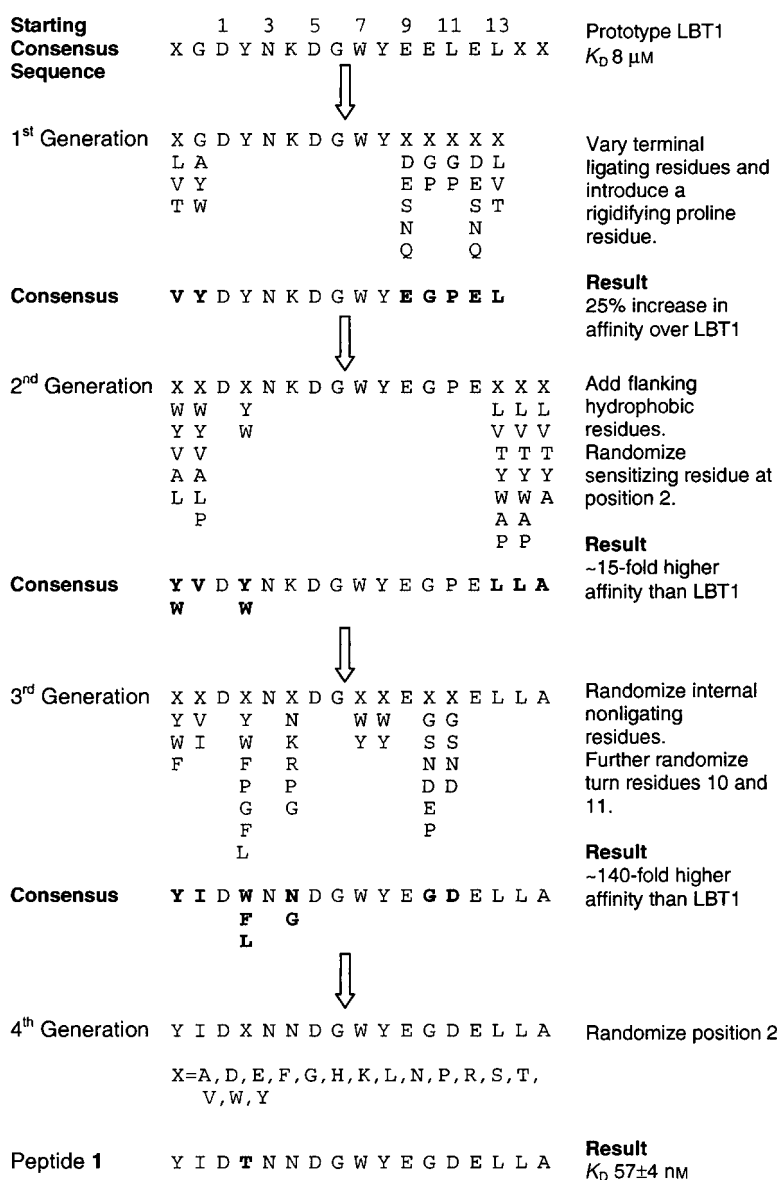 Starting
Consensus
Sequence
1 3 5 7 9 11 13
X G D Y N K D G W Y E E L E L X X
Prototype LBT1
KD 8 μM
1st Generation X G D Y N K D G W Y X X X X X
L A D G G D L
V Y E P P E V
T W S S T
N N
Q Q
Vary terminal
ligating residues and
introduce a
rigidifying proline
residue.
Consensus V Y D Y N K D G W Y E G P E L
Result
25% increase in
affinity over LBT1
2nd Generation X X D X N K D G W Y E G P E X X X
W W Y L L L
Y Y W V V V
V V T T T
A A Y Y Y
L L W W A
P A A
P P
Add flanking
hydrophobic
residues.
Randomize
sensitizing residue at
position 2.
Consensus Y V D Y N K D G W Y E G P E L L A
W W
Result
~15-fold higher
affinity than LBT1
3rd Generation X X D X N X D G X X E X X E L L A
Y V Y N W W G G
W I W K Y Y S S
F F R N N
P P D D
G G E
F P
L
Randomize internal
nonligating
residues.
Further randomize
turn residues 10 and
11.
Consensus Y I D W N N D G W Y E G D E L L A
F G
L
Result
~140-fold higher
affinity than LBT1
4th Generation Y I D X N N D G W Y E G D E L L A
X=A,D,E,F,G,H,K,L,N,P,R,S,T,
V,W,Y
Randomize position 2
Peptide 1 Y I D T N N D G W Y E G D E L L A
Result
KD 57±4 nM